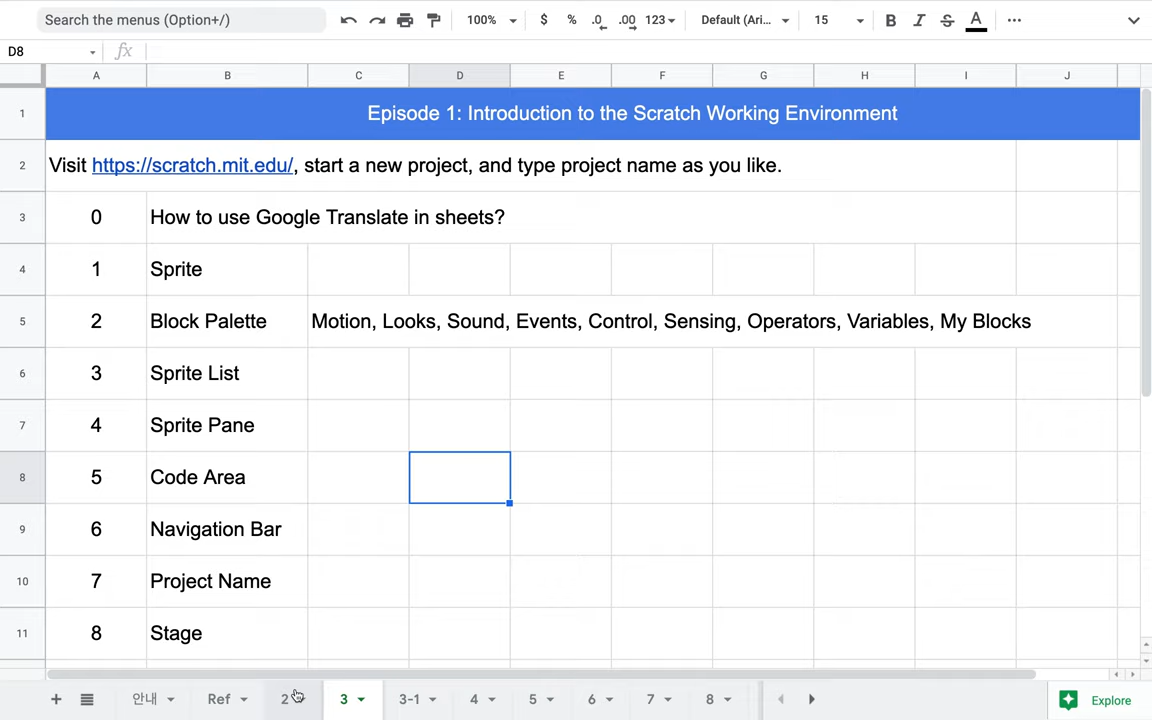 Search the menus (Option+/) 100% $ % .0 .00 123 Default (Ari... 15 B I S A
D8 fx
A B C D E F G H I J
1 Episode 1: Introduction to the Scratch Working Environment
2 Visit https://scratch.mit.edu/, start a new project, and type project name as you like.
3 0 How to use Google Translate in sheets?
4 1 Sprite
5 2 Block Palette Motion, Looks, Sound, Events, Control, Sensing, Operators, Variables, My Blocks
6 3 Sprite List
7 4 Sprite Pane
8 5 Code Area
9 6 Navigation Bar
10 7 Project Name
11 8 Stage
+ 안내 Ref 2 3 3-1 4 5 6 7 8 Explore